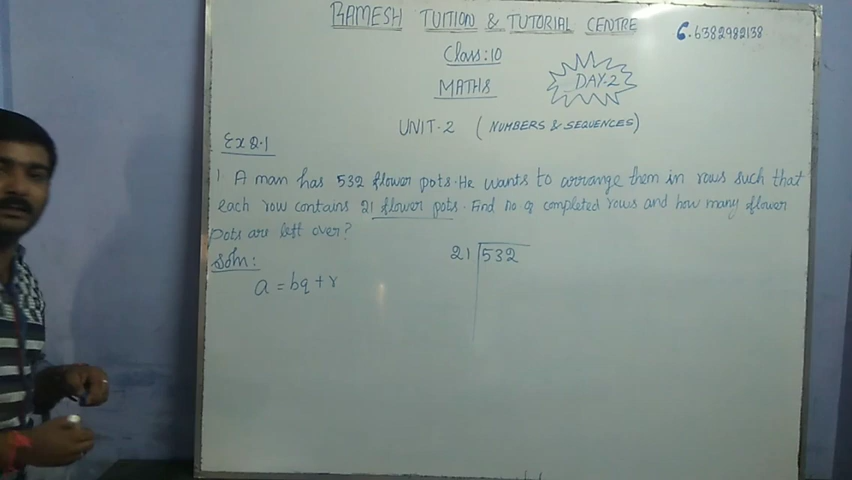 RAMESH TUITION & TUTORIAL CENTRE
6382982138
Class:10
MATHS
DAY-2
UNIT-2 ( NUMBERS & SEQUENCES)
Ex 2.1
1 A man has 532 flower pots. He wants to arrange them in rows such that
each row contains 21 flower pots. Find no of completed rows and how many flower
pots are left over?
Soln:
a = bq + r
21 532